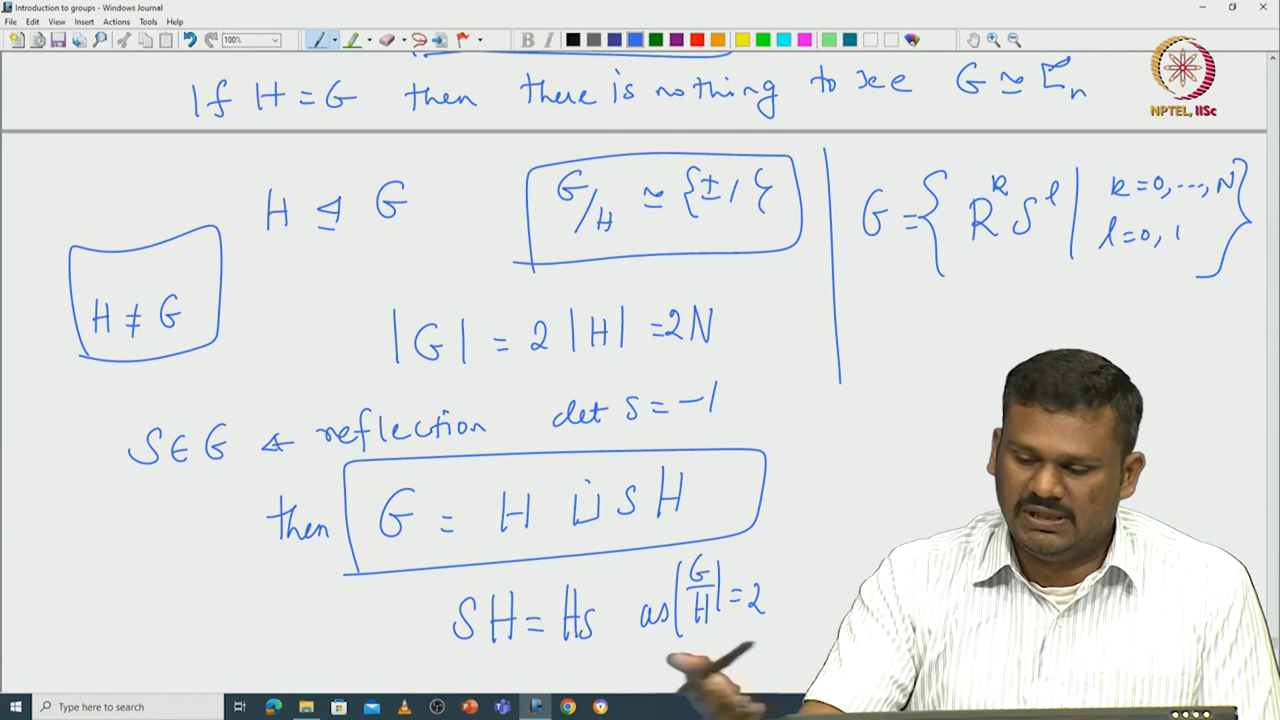 Introduction to groups - Windows Journal
File Edit View Insert Actions Tools Help
100%
If H = G then there is nothing to see G ≃ Σn
NPTEL, IISc
H ⊴ G
G/H ≃ {±1}
G = { R^k S^l | k=0,...,N
l=0,1 }
H ≠ G
|G| = 2|H| = 2N
S∈G & reflection det S = -1
then G = H ⊔ S H
SH = Hs as |G/H| = 2
Type here to search